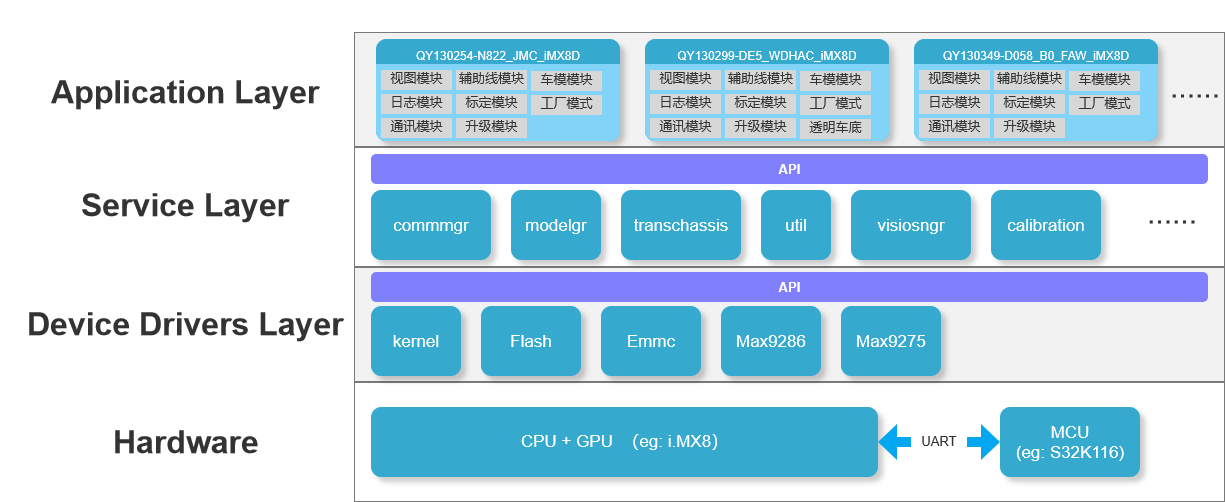 Application Layer
QY130254-N822_JMC_iMX8D
视图模块 辅助线模块 车模模块
日志模块 标定模块 工厂模式
通讯模块 升级模块
QY130299-DE5_WDHAC_iMX8D
视图模块 辅助线模块 车模模块
日志模块 标定模块 工厂模式
通讯模块 升级模块 透明车底
QY130349-D058_B0_FAW_iMX8D
视图模块 辅助线模块 车模模块
日志模块 标定模块 工厂模式
通讯模块 升级模块
······
Service Layer
API
commmgr modelgr transchassis util visiosngr calibration ······
Device Drivers Layer
API
kernel Flash Emmc Max9286 Max9275
Hardware
CPU + GPU （eg: i.MX8）
UART
MCU
(eg: S32K116)